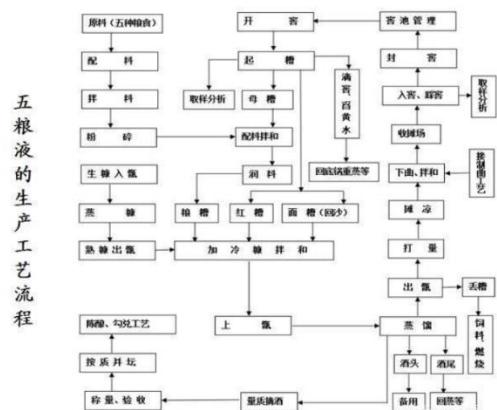 五粮液的生产工艺流程
原料(五种粮食)
配料
拌料
粉碎
生糠入甑
蒸糠
熟糠出甑
开窖
起糟
取样分析
母糟
配料拌和
润料
粮糟
红糟
面糟(回沙)
滴窖、舀黄水
回底锅重蒸等
加冷糠拌和
上甑
蒸馏
窖池管理
封窖
入窖、踩窖
取样分析
收摊场
下曲、拌和
接制曲工艺
摊凉
打量
出甑
丢糟
饲料、燃烧
酒头
酒尾
备用
回蒸等
量质摘酒
称量、验收
按质并坛
陈酿、勾兑工艺